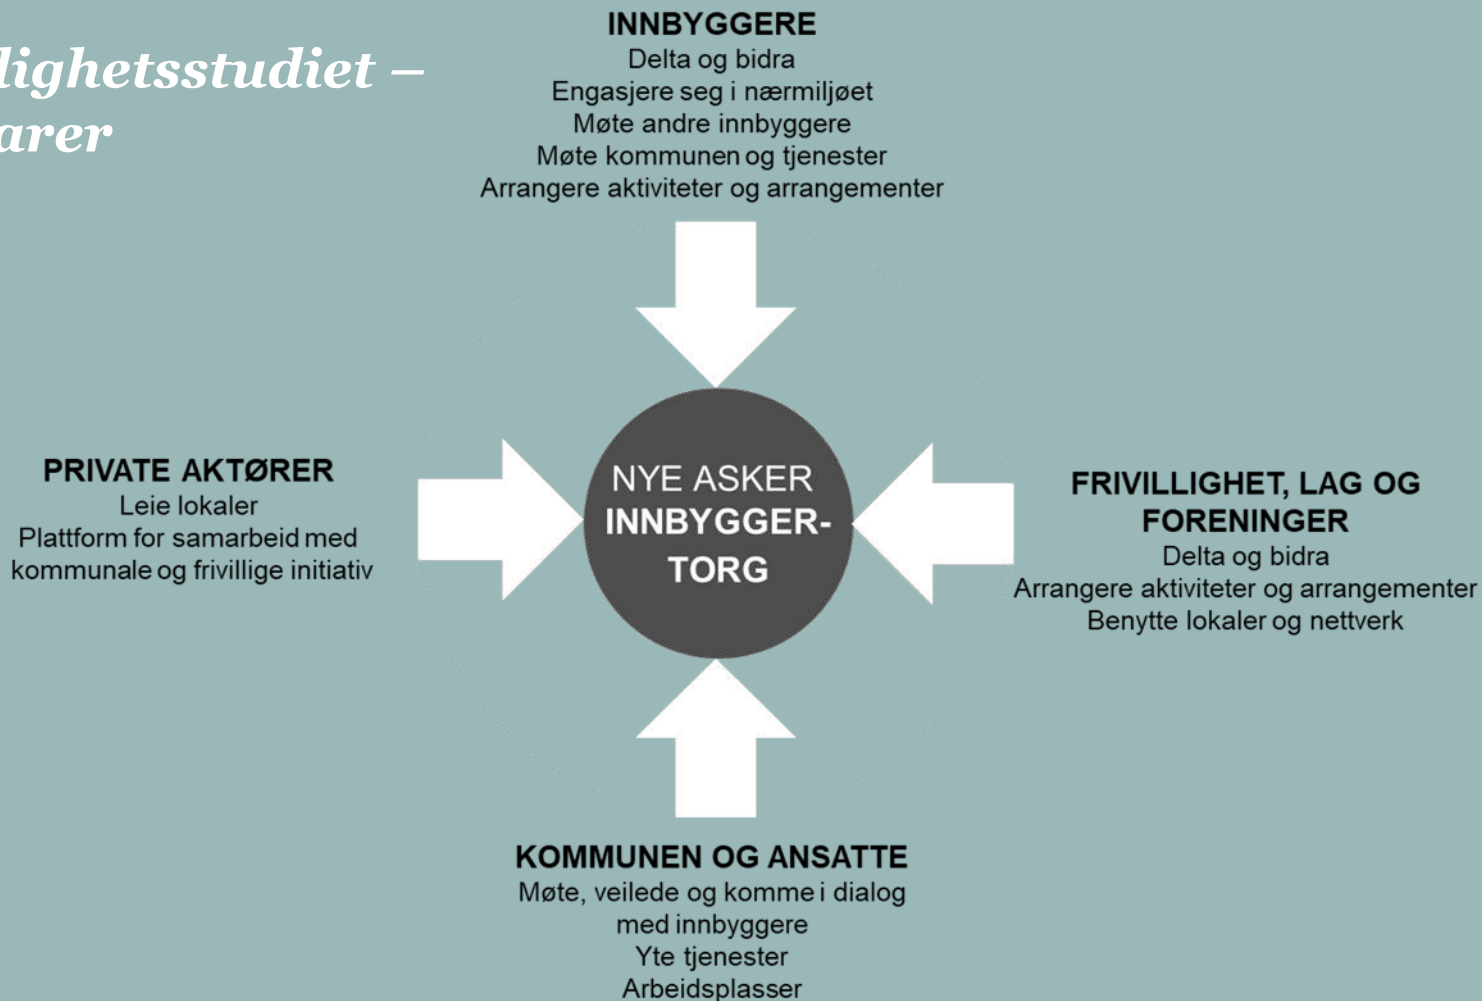 lighetsstudiet –
arer
INNBYGGERE
Delta og bidra
Engasjere seg i nærmiljøet
Møte andre innbyggere
Møte kommunen og tjenester
Arrangere aktiviteter og arrangementer
PRIVATE AKTØRER
Leie lokaler
Plattform for samarbeid med
kommunale og frivillige initiativ
NYE ASKER
INNBYGGER-
TORG
FRIVILLIGHET, LAG OG
FORENINGER
Delta og bidra
Arrangere aktiviteter og arrangementer
Benytte lokaler og nettverk
KOMMUNEN OG ANSATTE
Møte, veilede og komme i dialog
med innbyggere
Yte tjenester
Arbeidsplasser